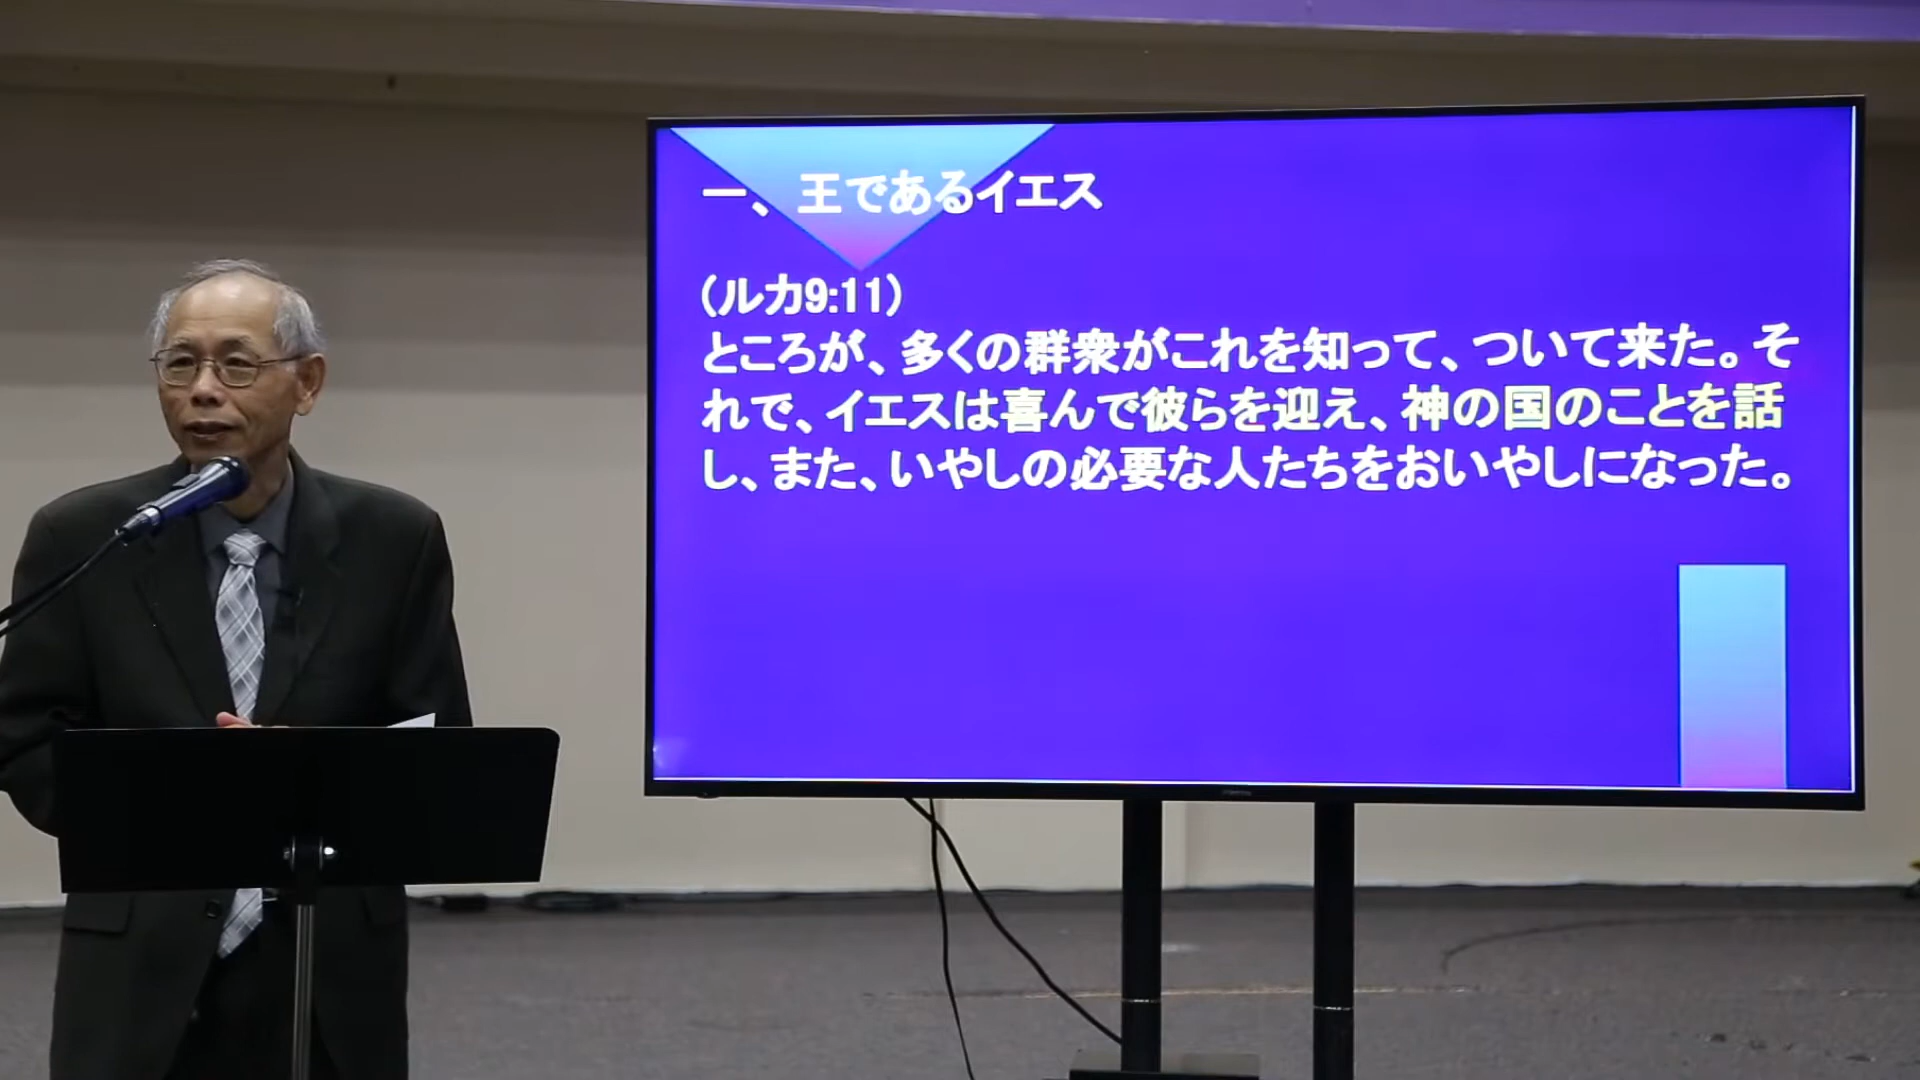 一、王であるイエス
(ルカ9:11)
ところが、多くの群衆がこれを知って、ついて来た。そ
れで、イエスは喜んで彼らを迎え、神の国のことを話
し、また、いやしの必要な人たちをおいやしになった。